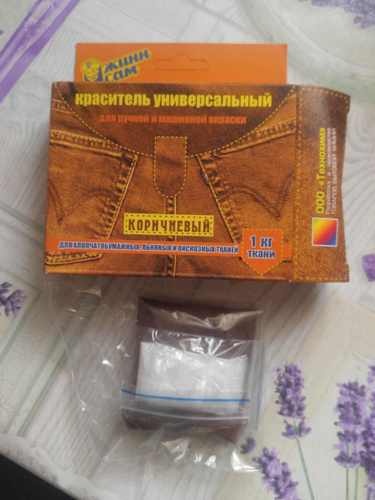 Джинн
сам
краситель универсальный
для ручной и машинной окраски
КОРИЧНЕВЫЙ
ДЛЯ ХЛОПЧАТОБУМАЖНЫХ, ЛЬНЯНЫХ И ВИСКОЗНЫХ ТКАНЕЙ
1 КГ
ТКАНИ
ООО «Технохим»